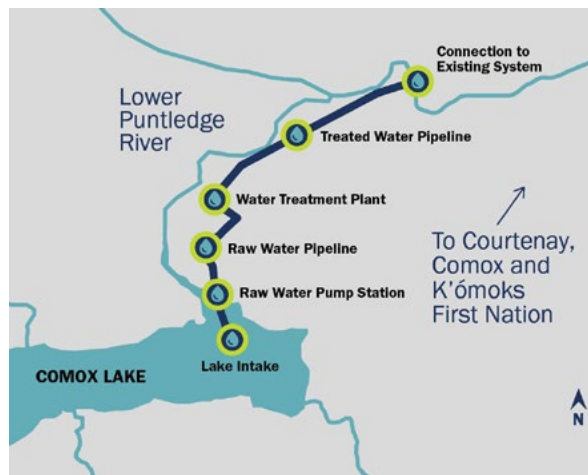 Connection to
Existing System
Lower
Puntledge
River
Treated Water Pipeline
Water Treatment Plant
Raw Water Pipeline
To Courtenay,
Comox and
K'ómoks
First Nation
Raw Water Pump Station
Lake Intake
COMOX LAKE
N